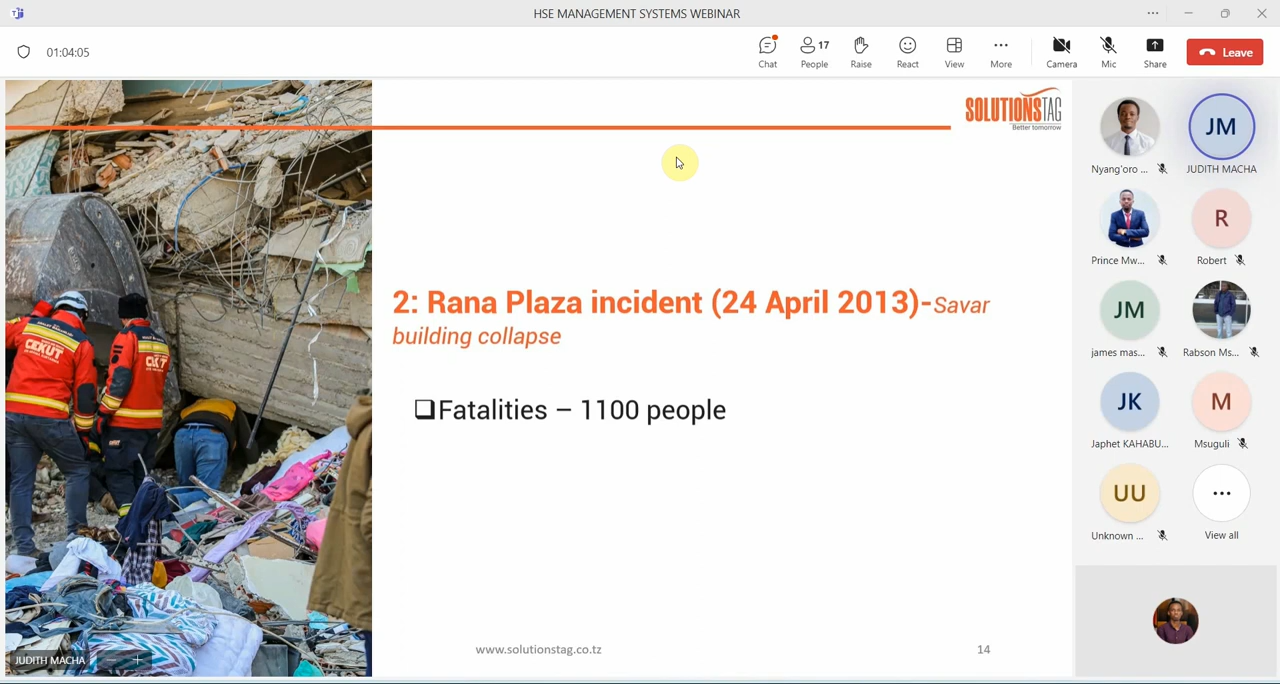 HSE MANAGEMENT SYSTEMS WEBINAR
01:04:05
Chat
17
People
Raise
React
View
More
Camera
Mic
Share
Leave
SOLUTIONSTAG
Better tomorrow
2: Rana Plaza incident (24 April 2013)-Savar
building collapse
❑Fatalities – 1100 people
www.solutionstag.co.tz
14
JUDITH MACHA
Nyang'oro ...
JM
JUDITH MACHA
Prince Mw...
R
Robert
JM
james mas...
Rabson Ms...
JK
Japhet KAHABU...
M
Msuguli
UU
Unknown ...
View all